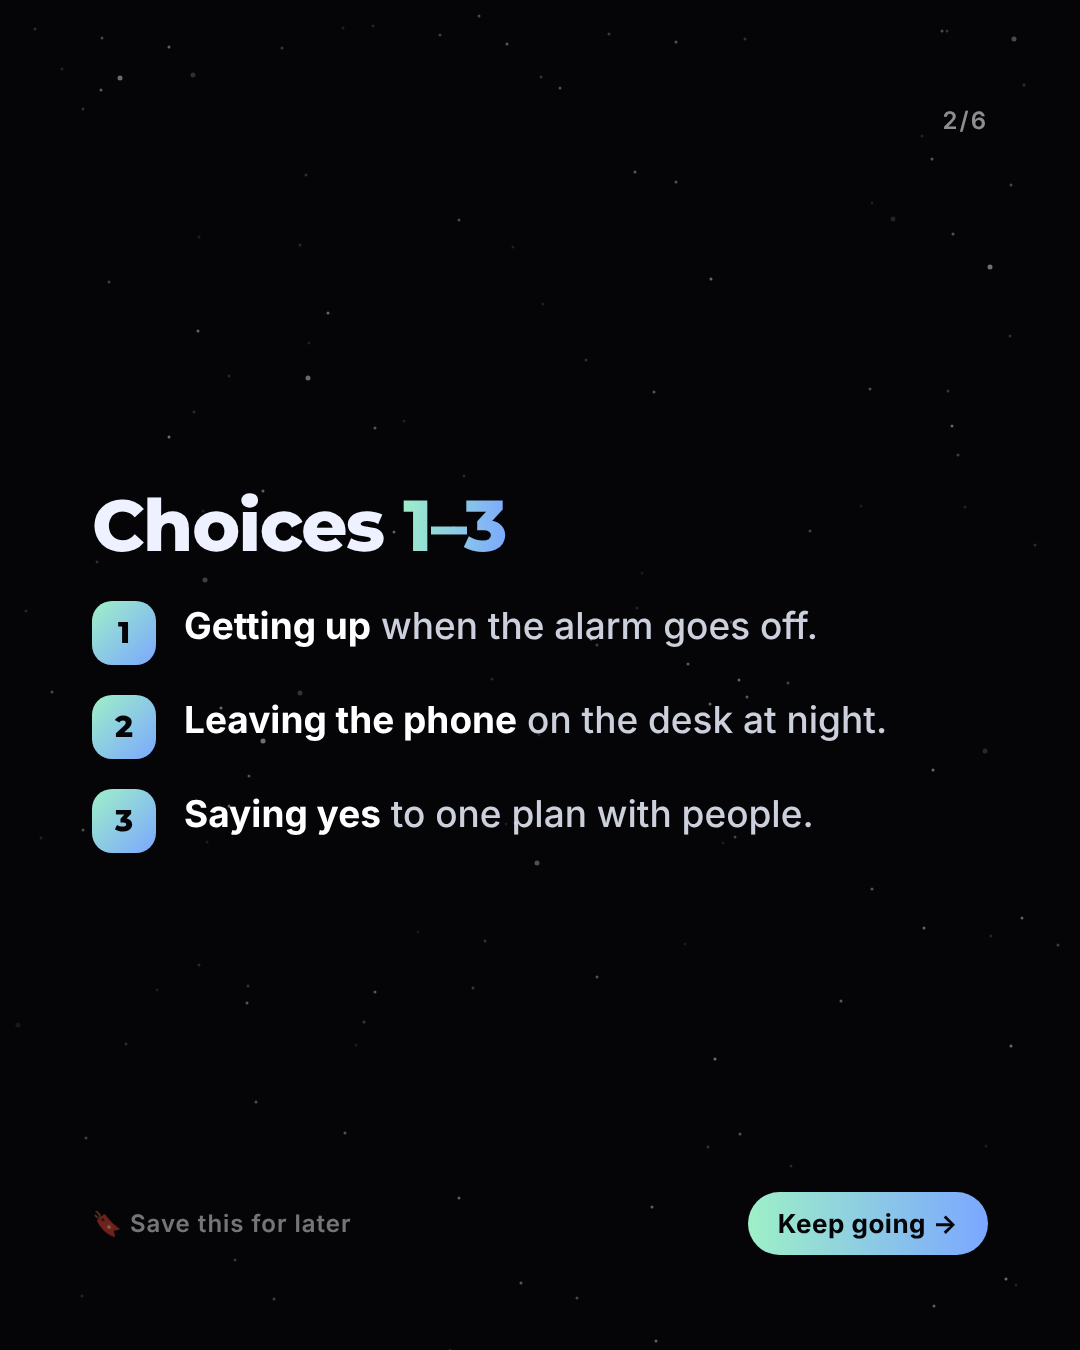 2/6
Choices 1–3
1 Getting up when the alarm goes off.
2 Leaving the phone on the desk at night.
3 Saying yes to one plan with people.
🔖 Save this for later
Keep going →